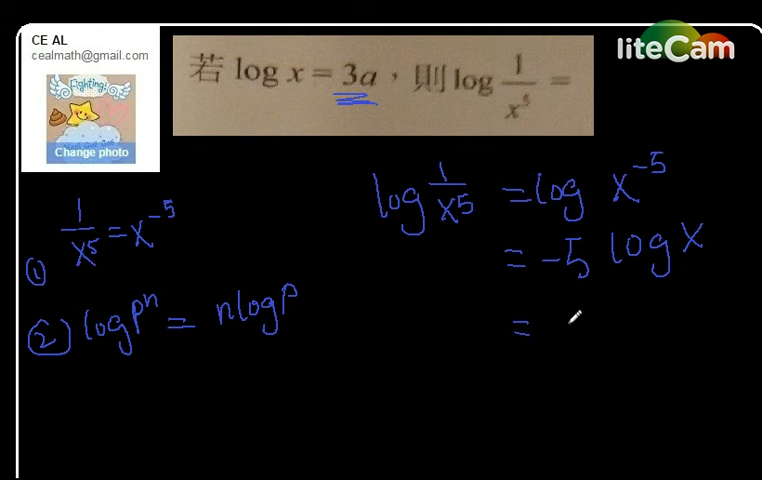 CE AL
cealmath@gmail.com
Fighting!
Change photo
liteCam
若 log x = 3a，則 log 1/x⁵ =
log 1/x⁵ = log x⁻⁵
= -5 log x
=
1/x⁵ = x⁻⁵
①
② log pⁿ = n log p